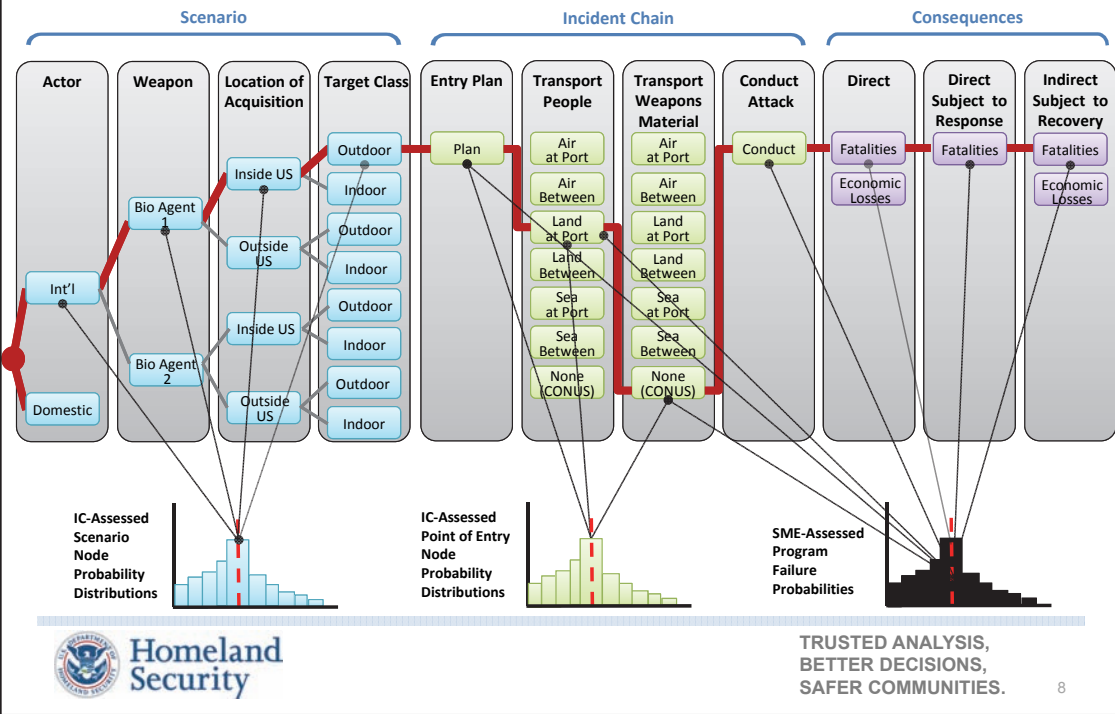 Scenario
Incident Chain
Consequences
Actor
Weapon
Location of
Acquisition
Target Class
Entry Plan
Transport
People
Transport
Weapons
Material
Conduct
Attack
Direct
Direct
Subject to
Response
Indirect
Subject to
Recovery
Int'l
Domestic
Bio Agent
1
Bio Agent
2
Inside US
Outside
US
Inside US
Outside
US
Outdoor
Indoor
Outdoor
Indoor
Outdoor
Indoor
Outdoor
Indoor
Plan
Air
at Port
Air
Between
Land
at Port
Land
Between
Sea
at Port
Sea
Between
None
(CONUS)
Air
at Port
Air
Between
Land
at Port
Land
Between
Sea
at Port
Sea
Between
None
(CONUS)
Conduct
Fatalities
Economic
Losses
Fatalities
Fatalities
Economic
Losses
IC-Assessed
Scenario
Node
Probability
Distributions
IC-Assessed
Point of Entry
Node
Probability
Distributions
SME-Assessed
Program
Failure
Probabilities
U.S. DEPARTMENT OF HOMELAND SECURITY
Homeland
Security
TRUSTED ANALYSIS,
BETTER DECISIONS,
SAFER COMMUNITIES.
8